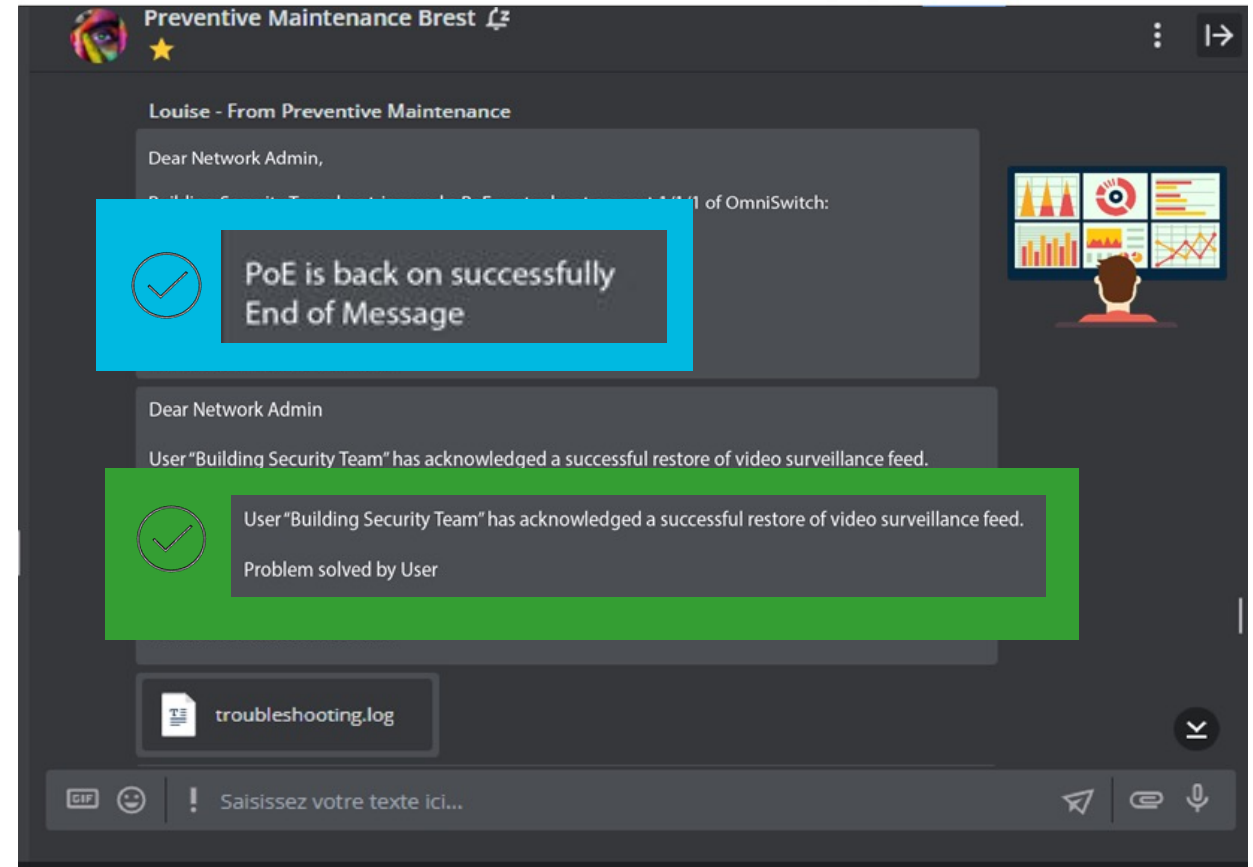 Preventive Maintenance Brest
Louise - From Preventive Maintenance
Dear Network Admin,
of OmniSwitch:
PoE is back on successfully
End of Message
Dear Network Admin
User “Building Security Team” has acknowledged a successful restore of video surveillance feed.
User “Building Security Team” has acknowledged a successful restore of video surveillance feed.
Problem solved by User
troubleshooting.log
GIF
Saisissez votre texte ici...